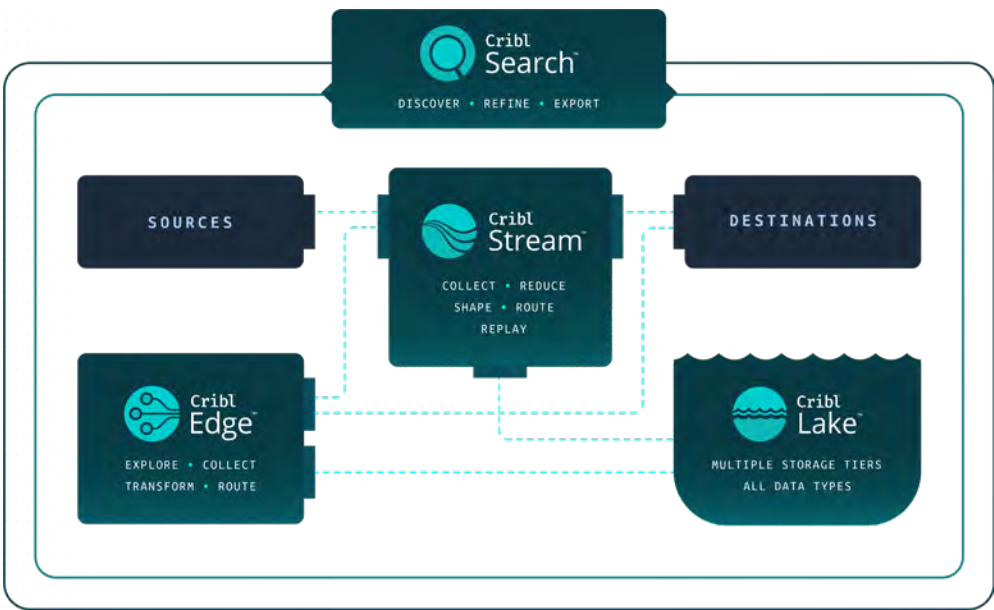 Cribl
Search™
DISCOVER • REFINE • EXPORT
SOURCES
Cribl
Stream™
COLLECT • REDUCE
SHAPE • ROUTE
REPLAY
DESTINATIONS
Cribl
Edge™
EXPLORE • COLLECT
TRANSFORM • ROUTE
Cribl
Lake™
MULTIPLE STORAGE TIERS
ALL DATA TYPES